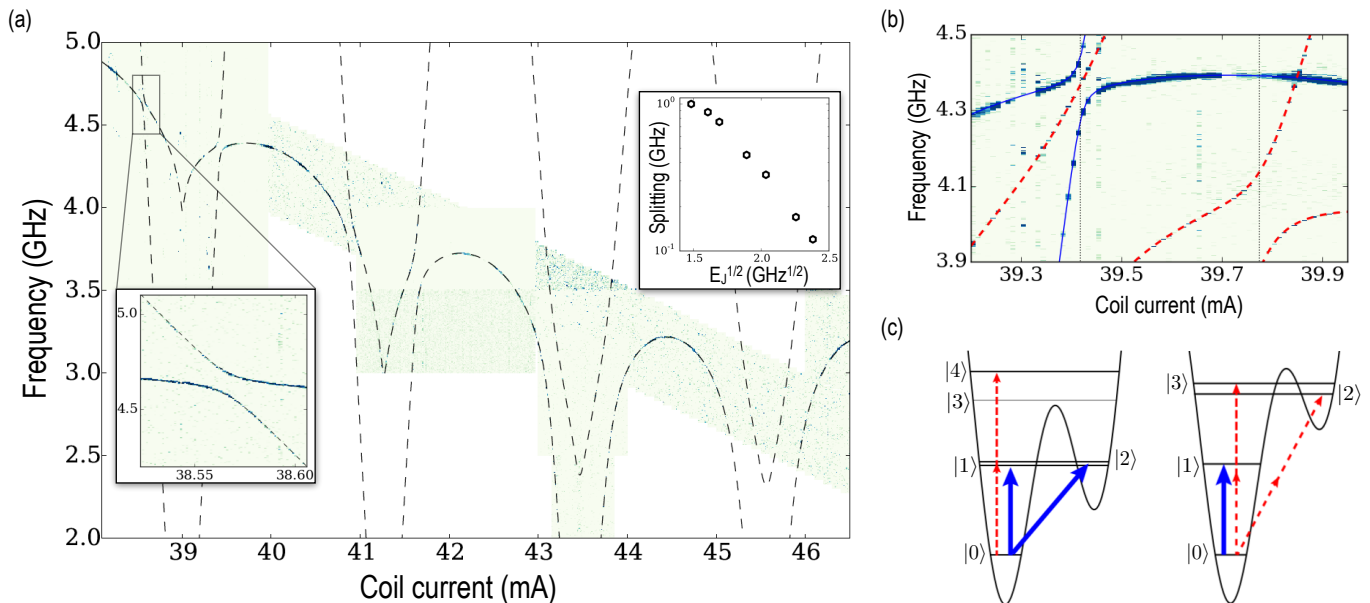 (a)
5.0
4.5
4.0
3.5
3.0
2.5
2.0
Frequency (GHz)
39 40 41 42 43 44 45 46
Coil current (mA)
5.0
4.5
38.55 38.60
10⁰
10⁻¹
Splitting (GHz)
1.5 2.0 2.5
E_J^1/2 (GHz^1/2)
(b)
4.5
4.3
4.1
3.9
Frequency (GHz)
39.3 39.5 39.7 39.9
Coil current (mA)
(c)
|4⟩
|3⟩
|1⟩ |2⟩
|0⟩
|3⟩ |2⟩
|1⟩
|0⟩